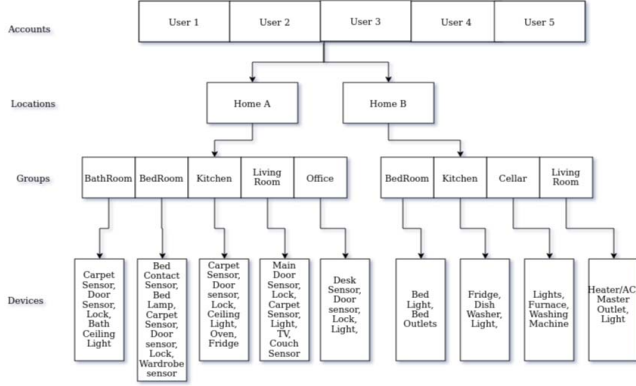 Accounts
User 1
User 2
User 3
User 4
User 5
Locations
Home A
Home B
Groups
BathRoom
BedRoom
Kitchen
Living
Room
Office
BedRoom
Kitchen
Cellar
Living
Room
Devices
Carpet
Sensor,
Door
Sensor,
Lock,
Bath
Ceiling
Light
Bed
Contact
Sensor,
Bed
Lamp,
Carpet
Sensor,
Door
sensor,
Lock,
Wardrobe
sensor
Carpet
Sensor,
Door
sensor,
Lock,
Ceiling
Light,
Oven,
Fridge
Main
Door
Sensor,
Lock,
Carpet
Sensor,
Light,
TV,
Couch
Sensor
Desk
Sensor,
Door
sensor,
Lock,
Light,
Bed
Light,
Bed
Outlets
Fridge,
Dish
Washer,
Light,
Lights,
Furnace,
Washing
Machine
Heater/AC
Master
Outlet,
Light